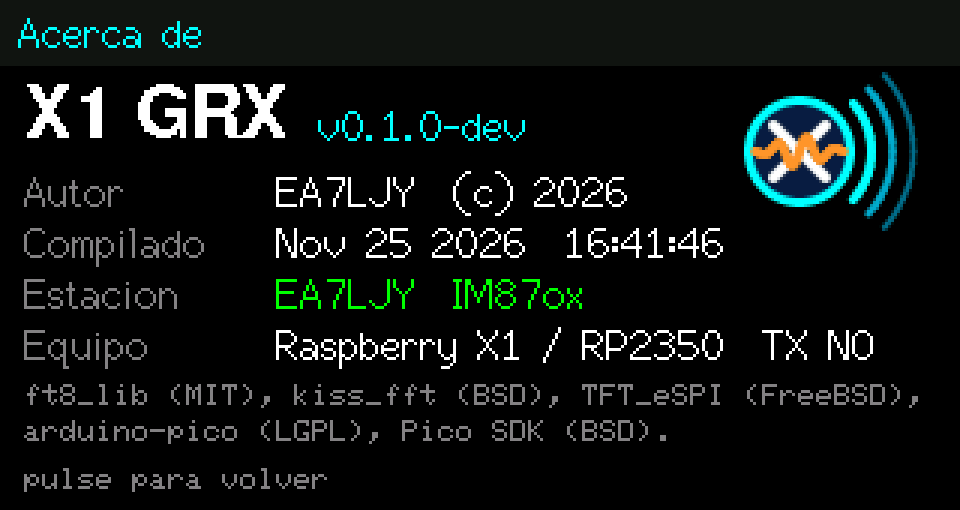 Acerca de
X1 GRX v0.1.0-dev
Autor EA7LJY (c) 2026
Compilado Nov 25 2026 16:41:46
Estacion EA7LJY IM87ox
Equipo Raspberry X1 / RP2350 TX NO
ft8_lib (MIT), kiss_fft (BSD), TFT_eSPI (FreeBSD),
arduino-pico (LGPL), Pico SDK (BSD).
pulse para volver